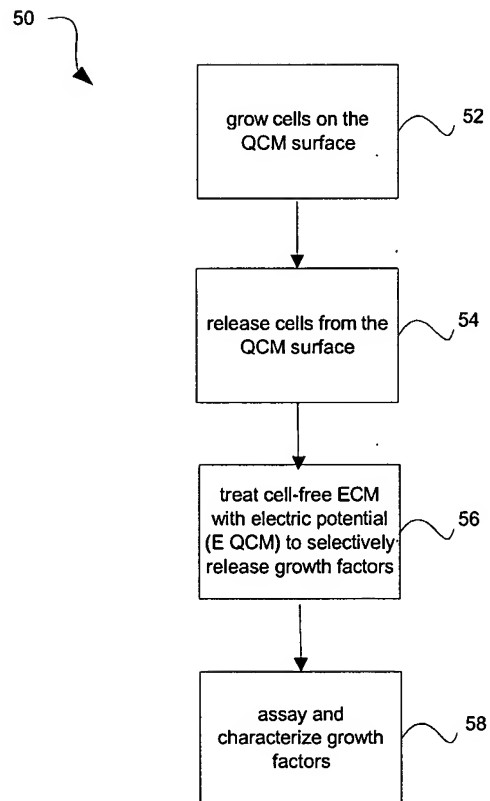 50
grow cells on the
QCM surface
52
release cells from the
QCM surface
54
treat cell-free ECM
with electric potential
(E QCM) to selectively
release growth factors
56
assay and
characterize growth
factors
58